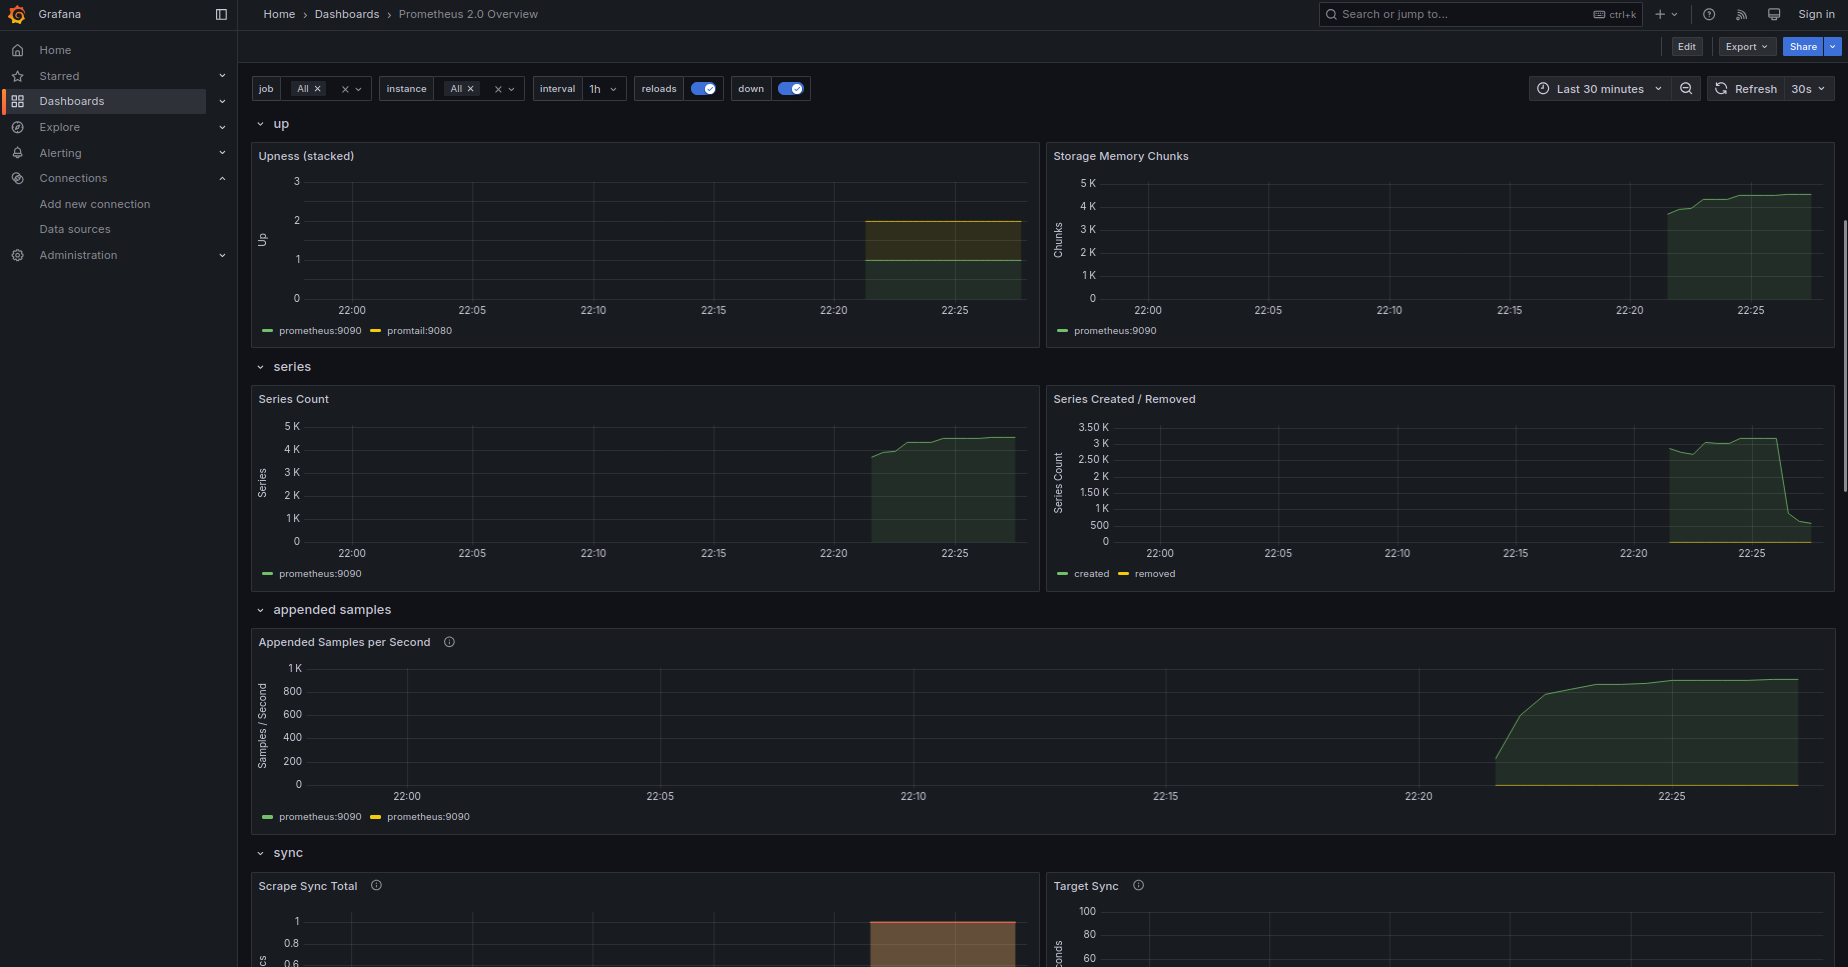 Grafana
Home › Dashboards › Prometheus 2.0 Overview
Search or jump to...
ctrl+k
Sign in
Edit
Export
Share
Home
Starred
Dashboards
Explore
Alerting
Connections
Add new connection
Data sources
Administration
job All
instance All
interval 1h
reloads
down
Last 30 minutes
Refresh 30s
up
Upness (stacked)
Up
3
2
1
0
22:00 22:05 22:10 22:15 22:20 22:25
prometheus:9090 promtail:9080
Storage Memory Chunks
Chunks
5 K
4 K
3 K
2 K
1 K
0
22:00 22:05 22:10 22:15 22:20 22:25
prometheus:9090
series
Series Count
Series
5 K
4 K
3 K
2 K
1 K
0
22:00 22:05 22:10 22:15 22:20 22:25
prometheus:9090
Series Created / Removed
Series Count
3.50 K
3 K
2.50 K
2 K
1.50 K
1 K
500
0
22:00 22:05 22:10 22:15 22:20 22:25
created removed
appended samples
Appended Samples per Second
Samples / Second
1 K
800
600
400
200
0
22:00 22:05 22:10 22:15 22:20 22:25
prometheus:9090 prometheus:9090
sync
Scrape Sync Total
1
0.8
0.6
Target Sync
100
80
60